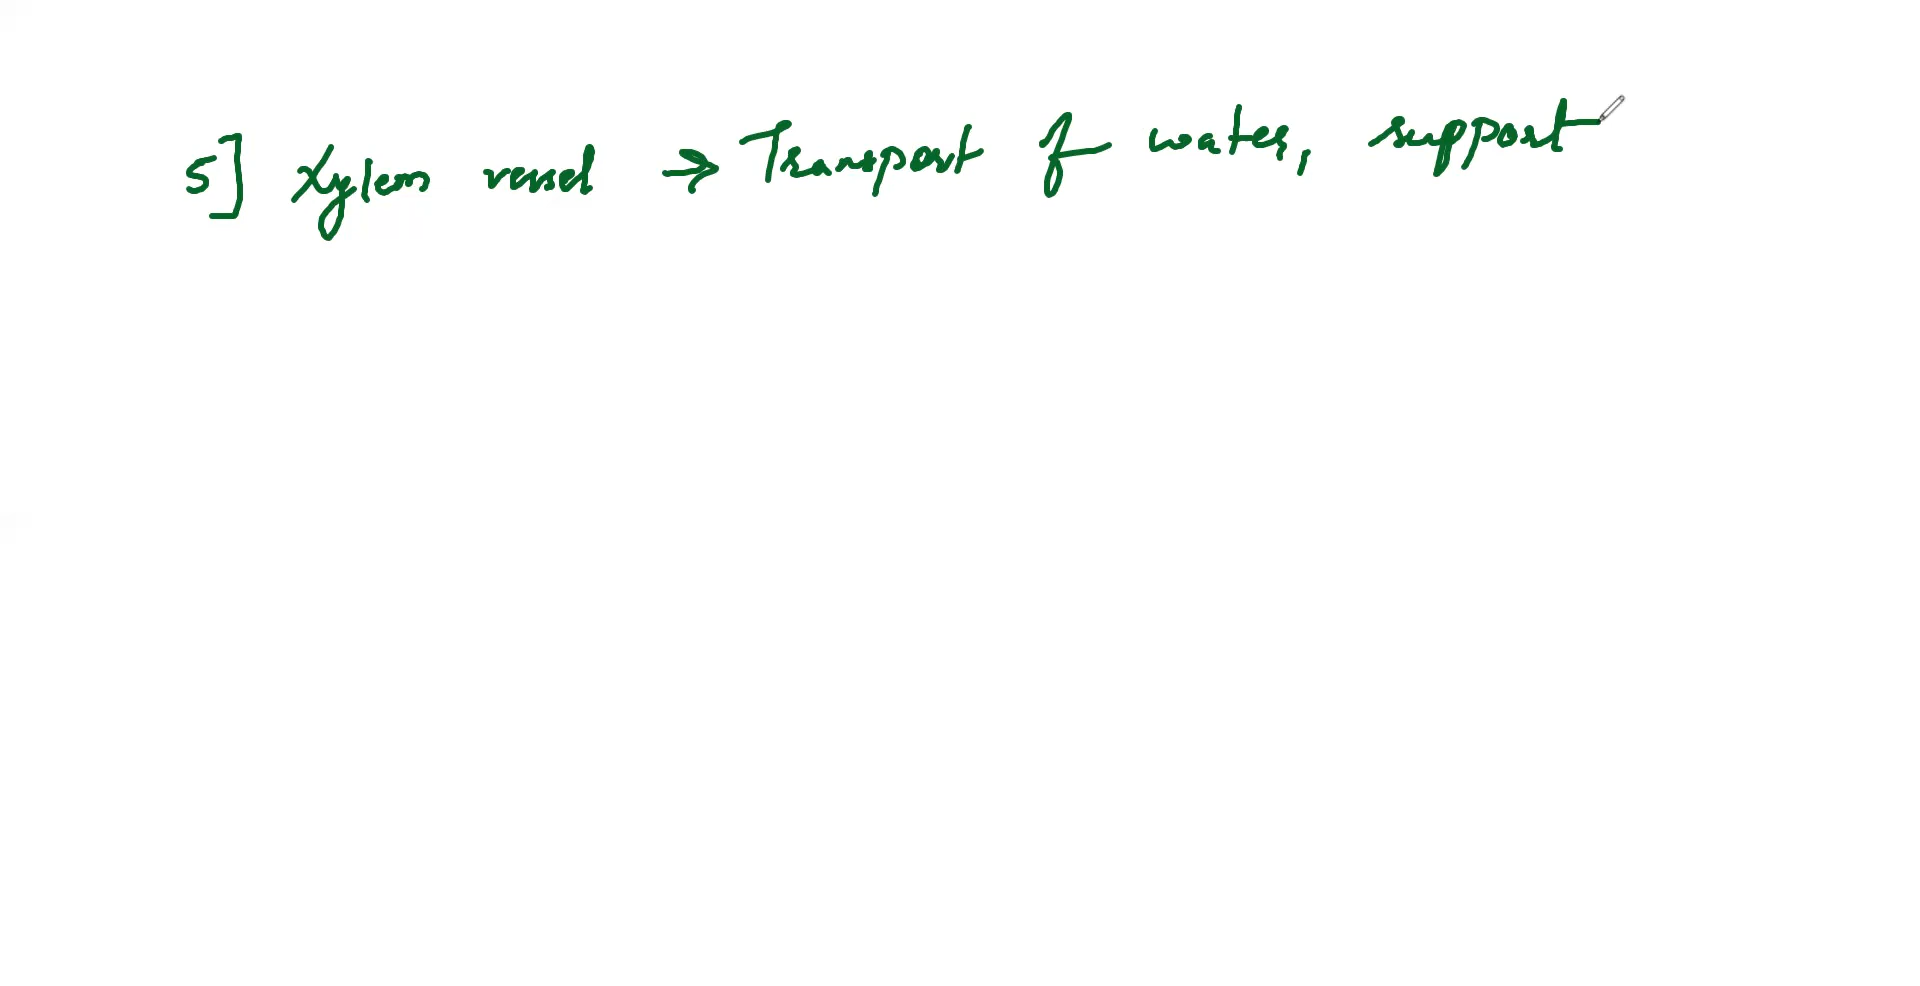 5] Xylem vessel → Transport of water, support